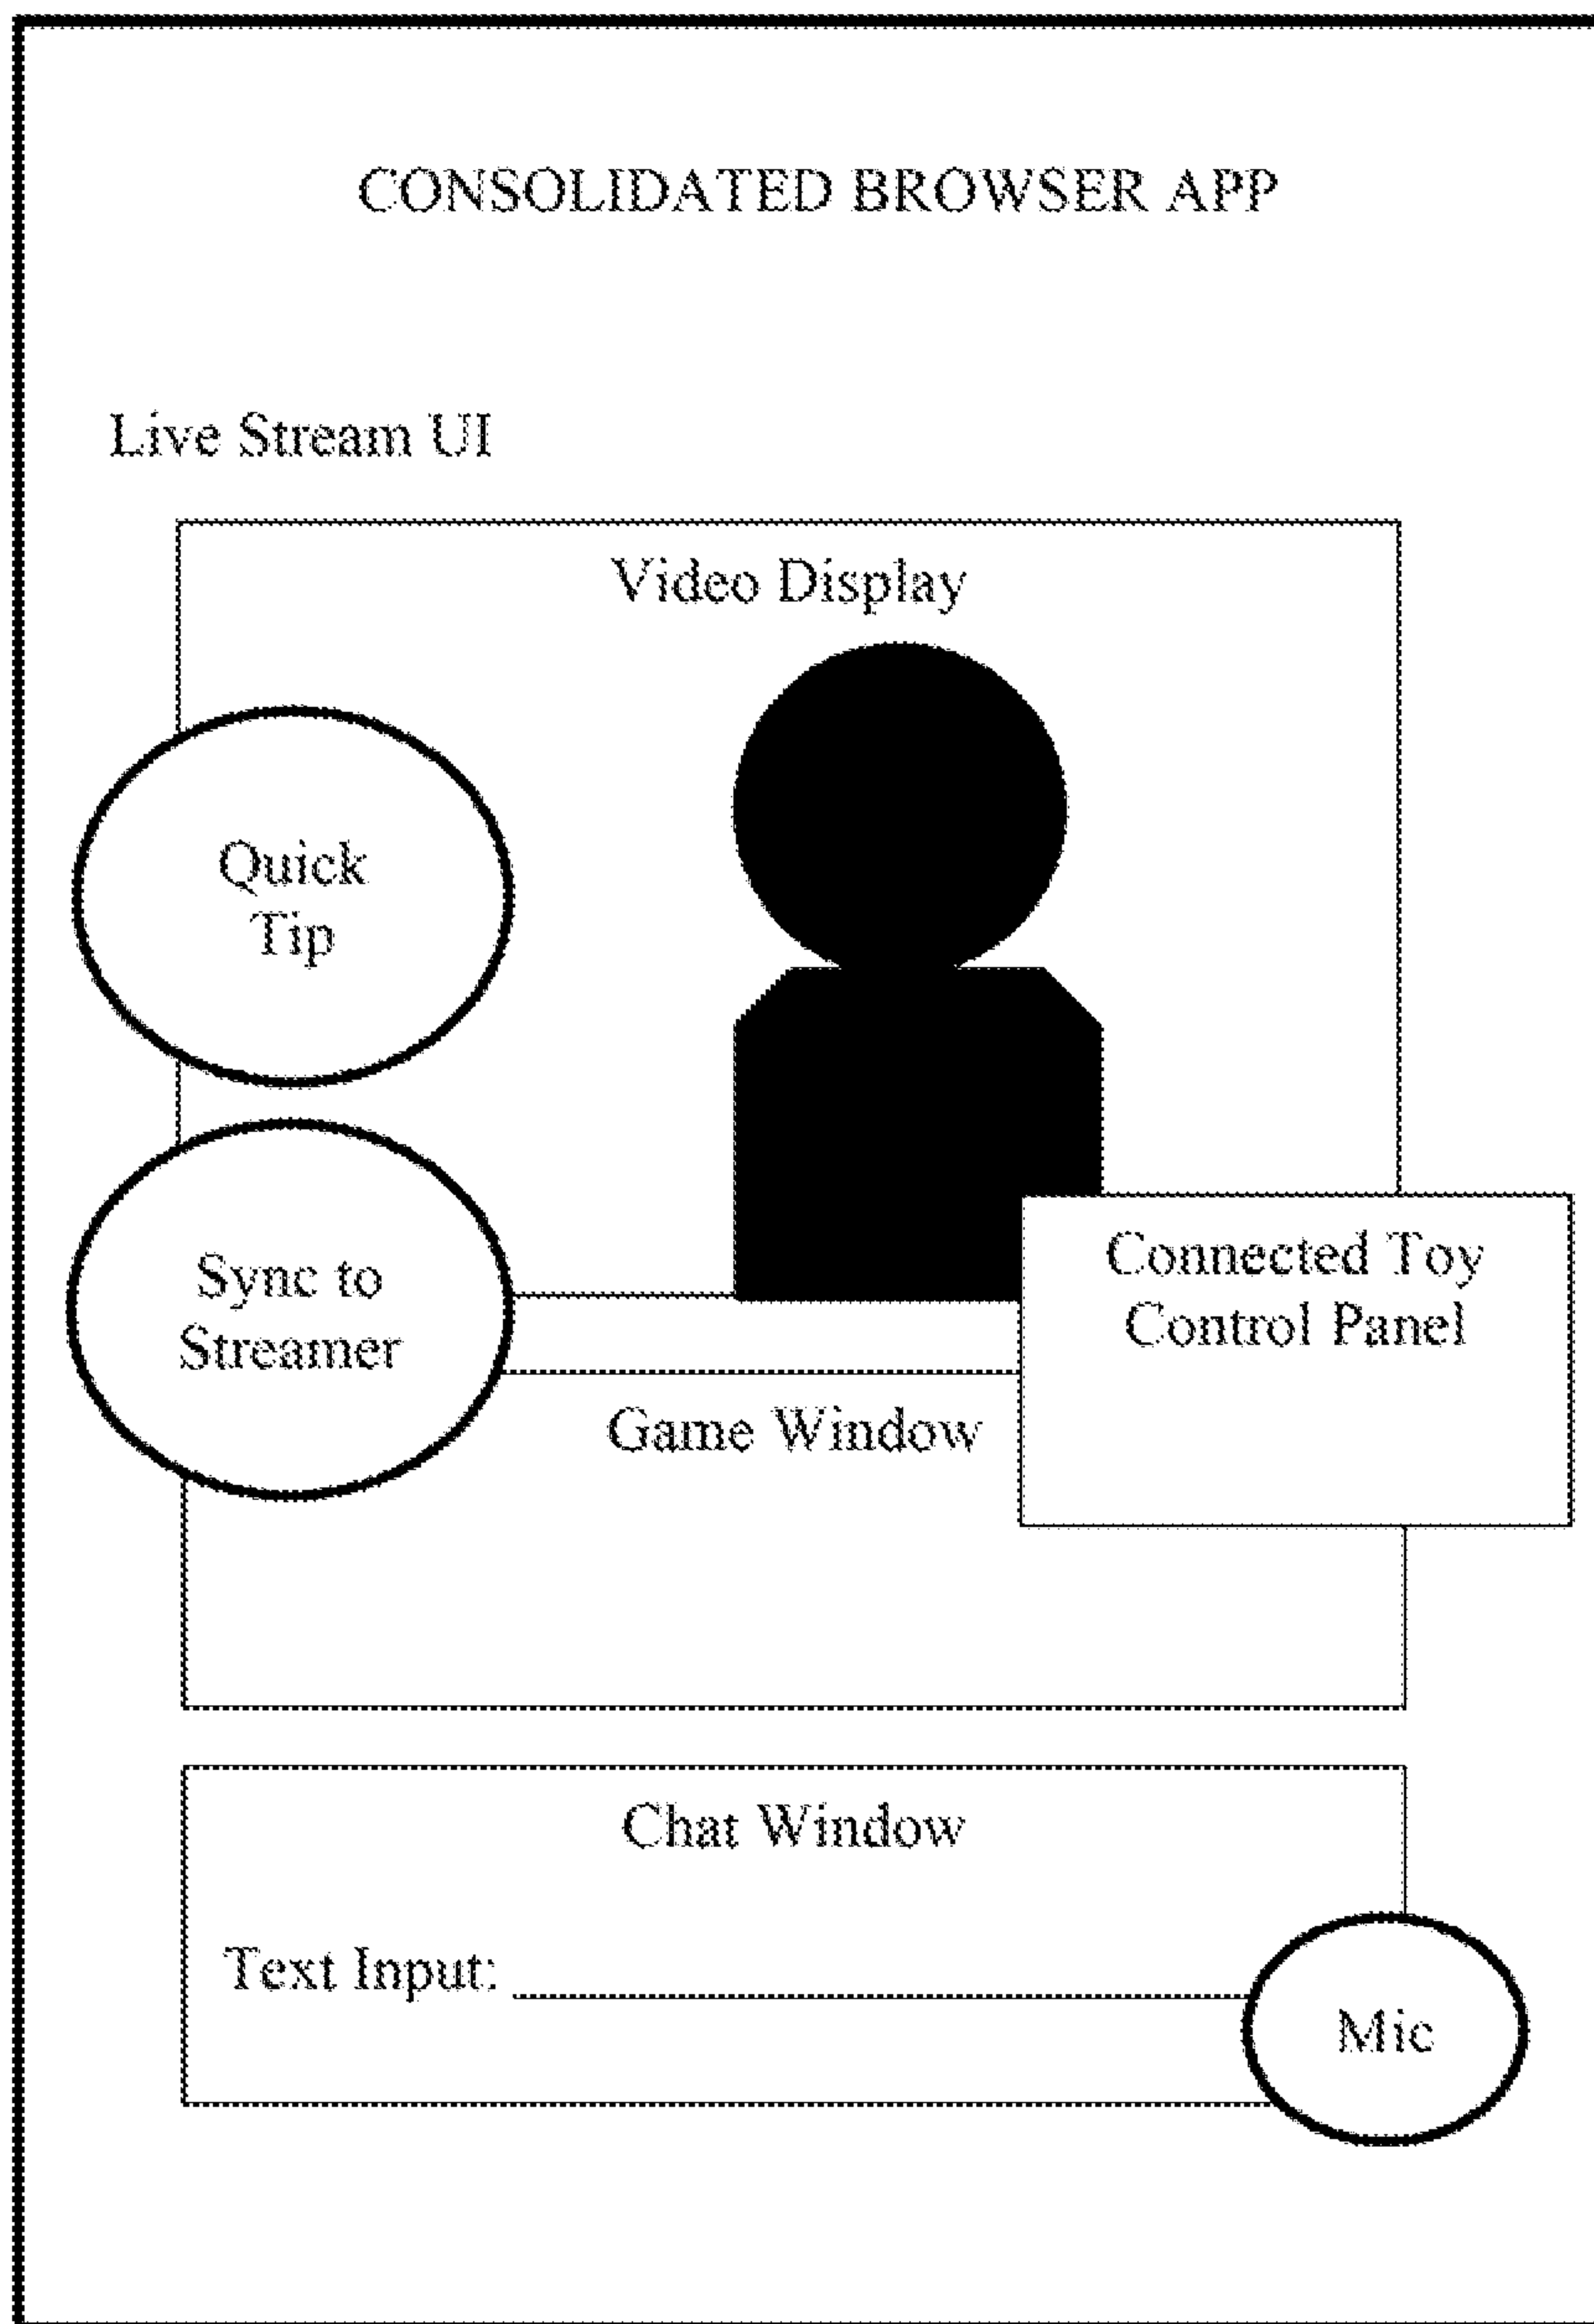 CONSOLIDATED BROWSER APP
Live Stream UI
Video Display
Quick
Tip
Sync to
Streamer
Connected Toy
Control Panel
Game Window
Chat Window
Text Input:
Mic